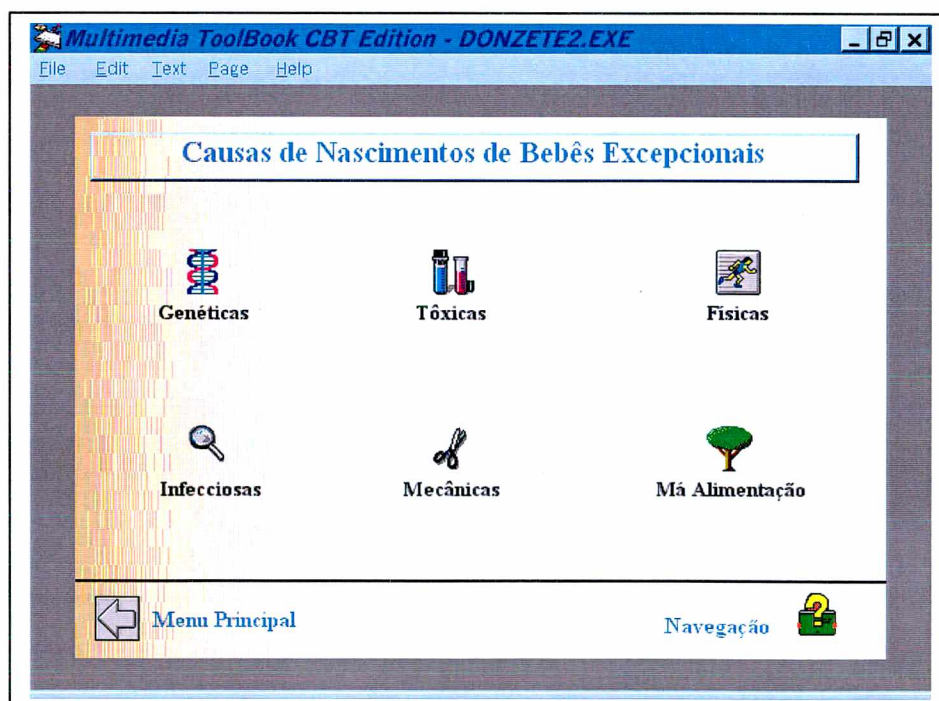 Multimedia ToolBook CBT Edition - DONZETE2.EXE
File Edit Text Page Help
Causas de Nascimentos de Bebês Excepcionais
Genéticas Tôxicas Físicas
Infecciosas Mecânicas Má Alimentação
Menu Principal Navegação